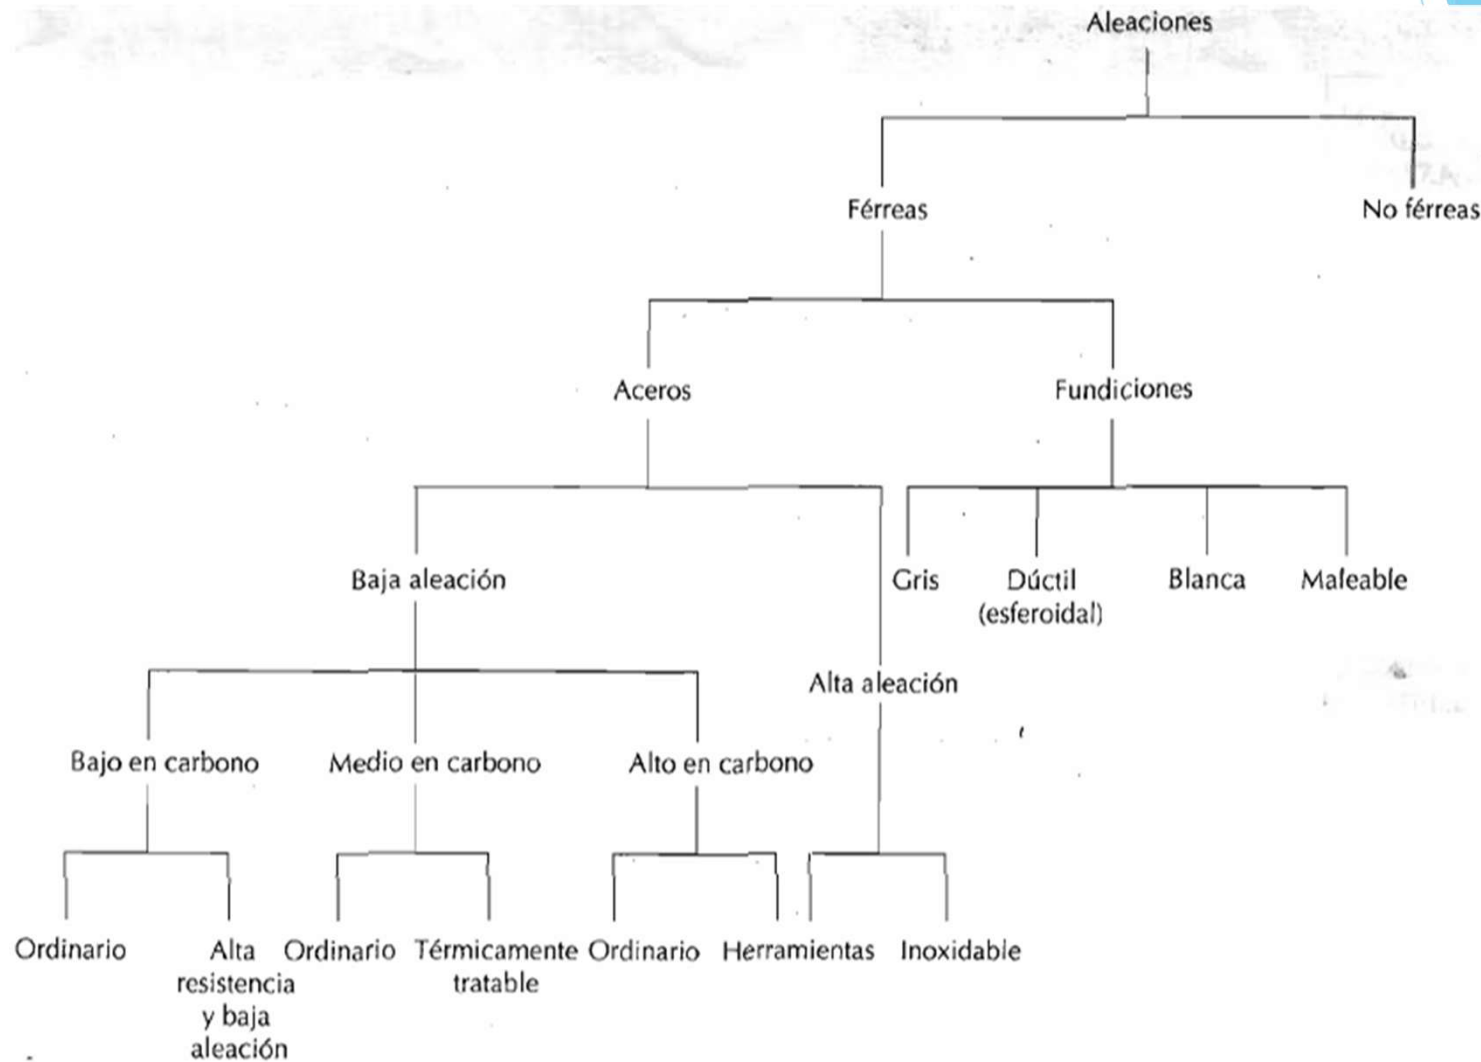 Aleaciones
Férreas
No férreas
Aceros
Fundiciones
Baja aleación
Gris
Dúctil
(esferoidal)
Blanca
Maleable
Alta aleación
Bajo en carbono
Medio en carbono
Alto en carbono
Ordinario
Alta
resistencia
y baja
aleación
Ordinario
Térmicamente
tratable
Ordinario
Herramientas
Inoxidable